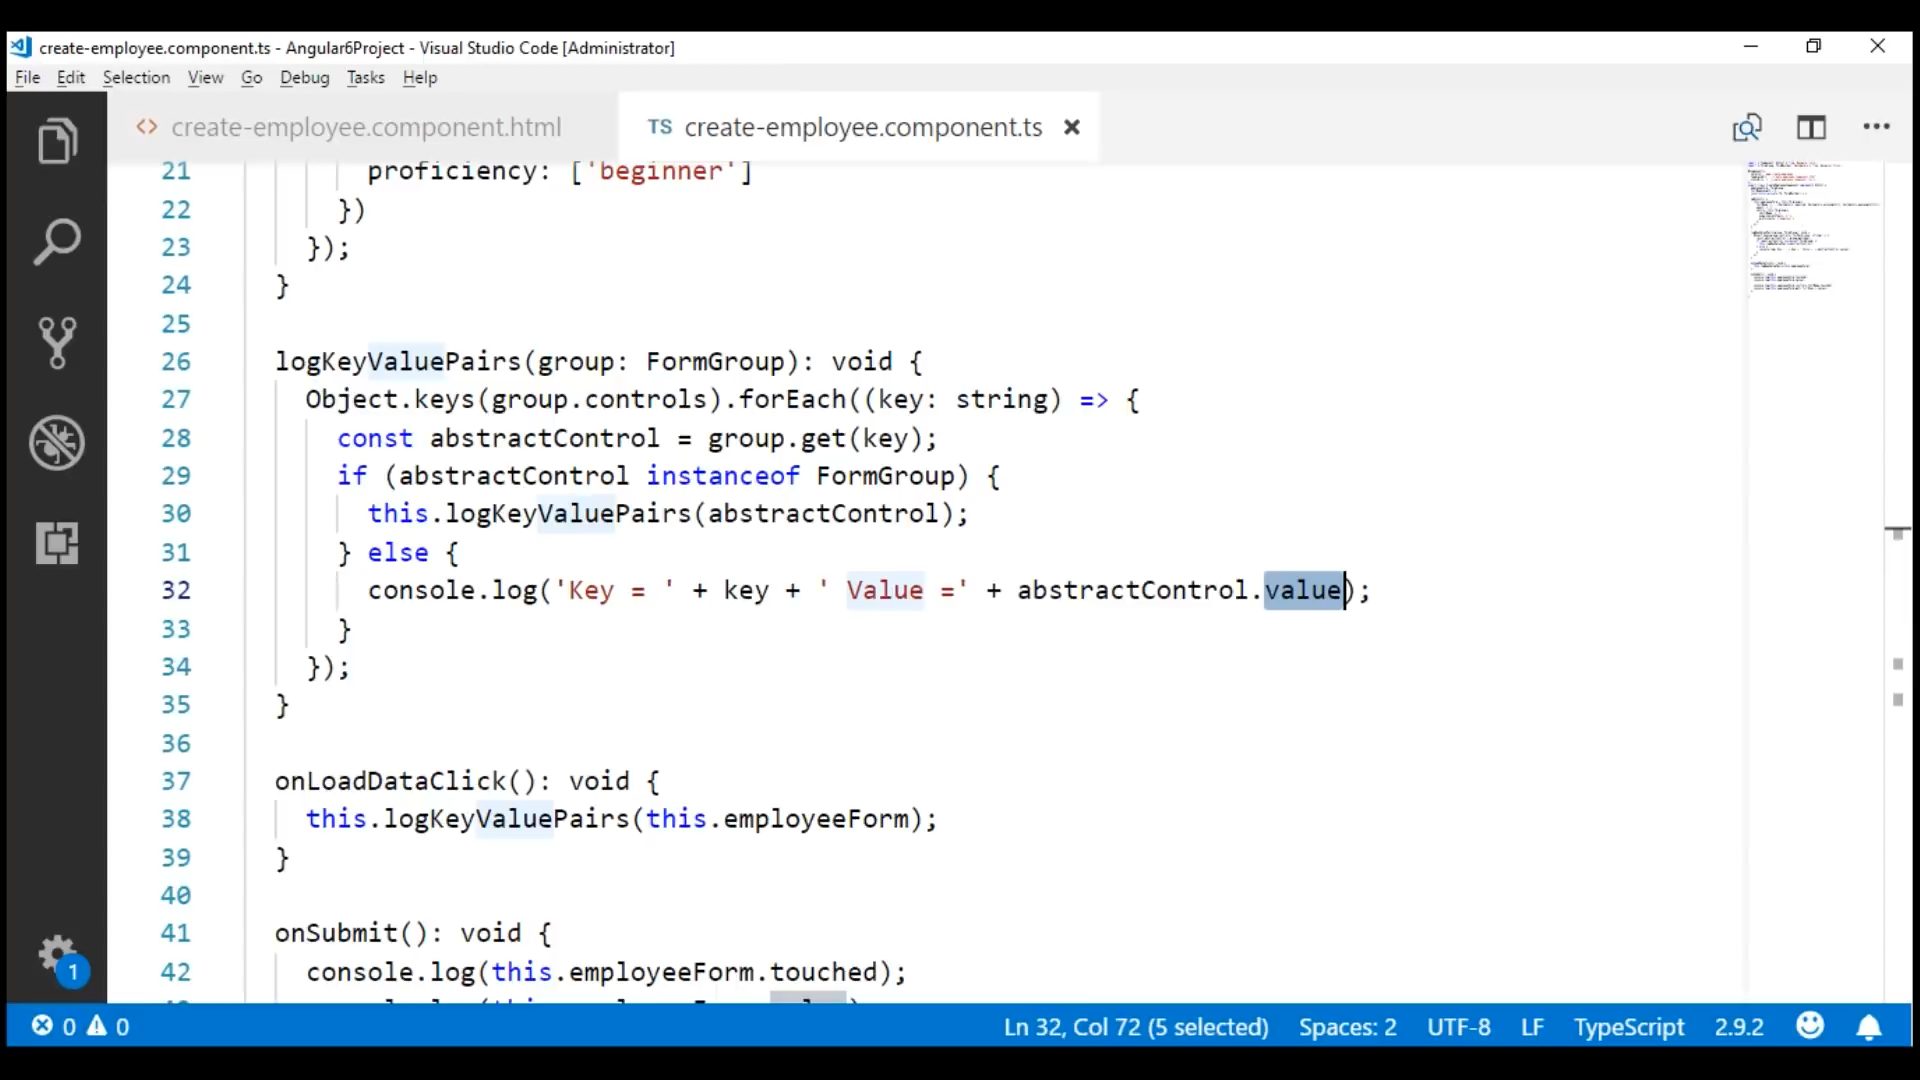 create-employee.component.ts - Angular6Project - Visual Studio Code [Administrator]
File Edit Selection View Go Debug Tasks Help
<> create-employee.component.html TS create-employee.component.ts
21 proficiency: ['beginner']
22 })
23 });
24 }
25
26 logKeyValuePairs(group: FormGroup): void {
27 Object.keys(group.controls).forEach((key: string) => {
28 const abstractControl = group.get(key);
29 if (abstractControl instanceof FormGroup) {
30 this.logKeyValuePairs(abstractControl);
31 } else {
32 console.log('Key = ' + key + ' Value =' + abstractControl.value);
33 }
34 });
35 }
36
37 onLoadDataClick(): void {
38 this.logKeyValuePairs(this.employeeForm);
39 }
40
41 onSubmit(): void {
42 console.log(this.employeeForm.touched);
1
0 0 Ln 32, Col 72 (5 selected) Spaces: 2 UTF-8 LF TypeScript 2.9.2